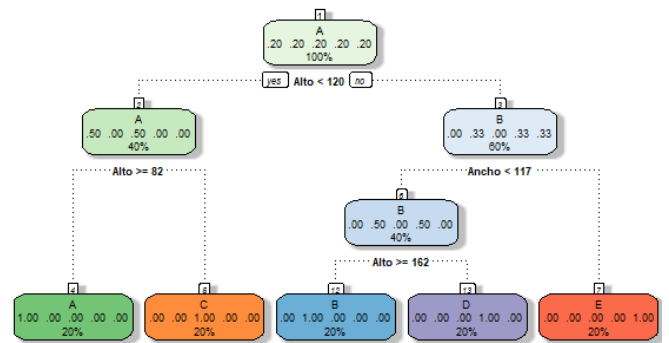 1
A
.20 .20 .20 .20 .20
100%
yes Alto < 120 no
2
A
.50 .00 .50 .00 .00
40%
3
B
.00 .33 .00 .33 .33
60%
Alto >= 82
Ancho < 117
6
B
.00 .50 .00 .50 .00
40%
Alto >= 162
4
A
1.00 .00 .00 .00 .00
20%
5
C
.00 .00 1.00 .00 .00
20%
12
B
.00 1.00 .00 .00 .00
20%
13
D
.00 .00 .00 1.00 .00
20%
7
E
.00 .00 .00 .00 1.00
20%